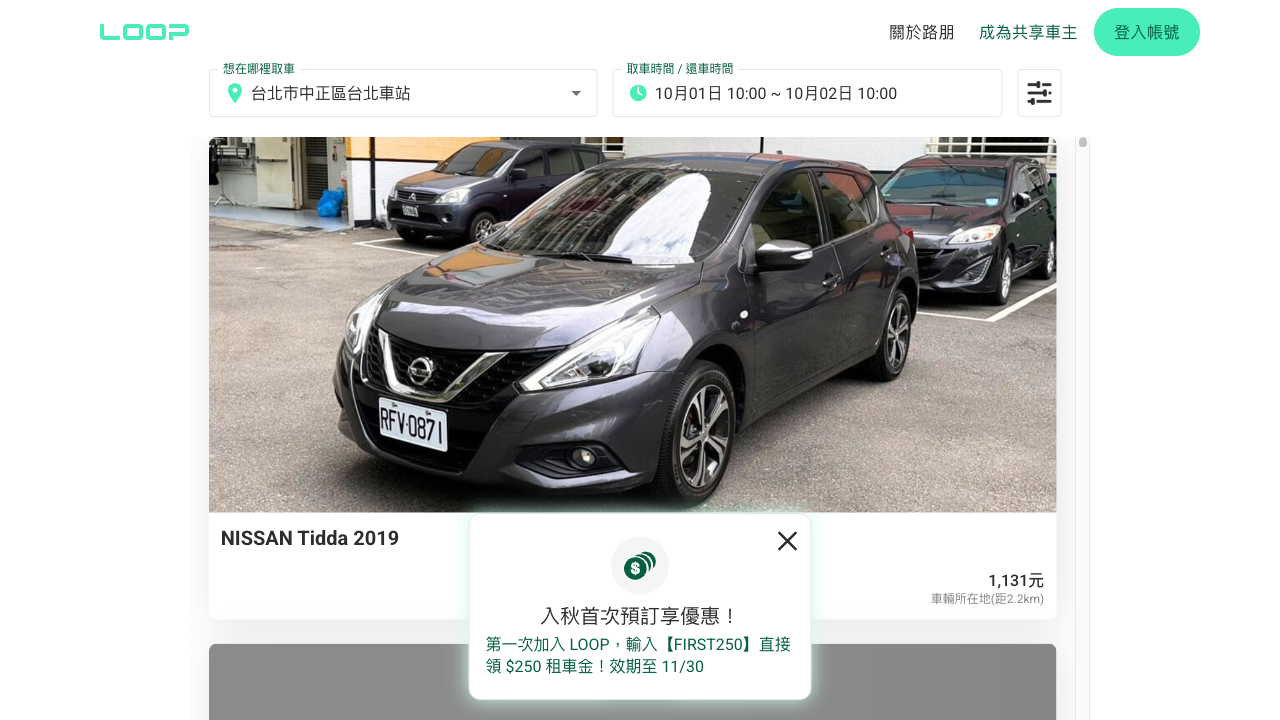 LOOP
關於路朋
成為共享車主
登入帳號
想在哪裡取車
台北市中正區台北車站
取車時間 / 還車時間
10月01日 10:00 ~ 10月02日 10:00
RFV-0871
NISSAN Tidda 2019
1,131元
車輛所在地(距2.2km)
入秋首次預訂享優惠！
第一次加入 LOOP，輸入【FIRST250】直接
領 $250 租車金！效期至 11/30